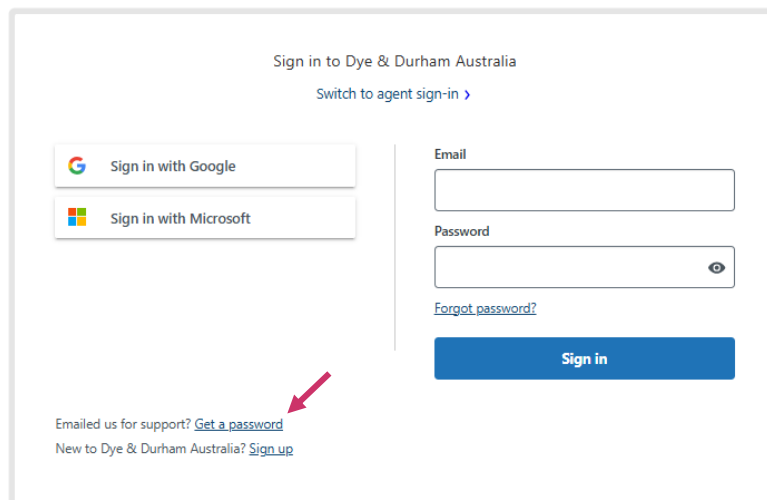 Sign in to Dye & Durham Australia
Switch to agent sign-in ›
Sign in with Google
Sign in with Microsoft
Email
Password
Forgot password?
Sign in
Emailed us for support? Get a password
New to Dye & Durham Australia? Sign up